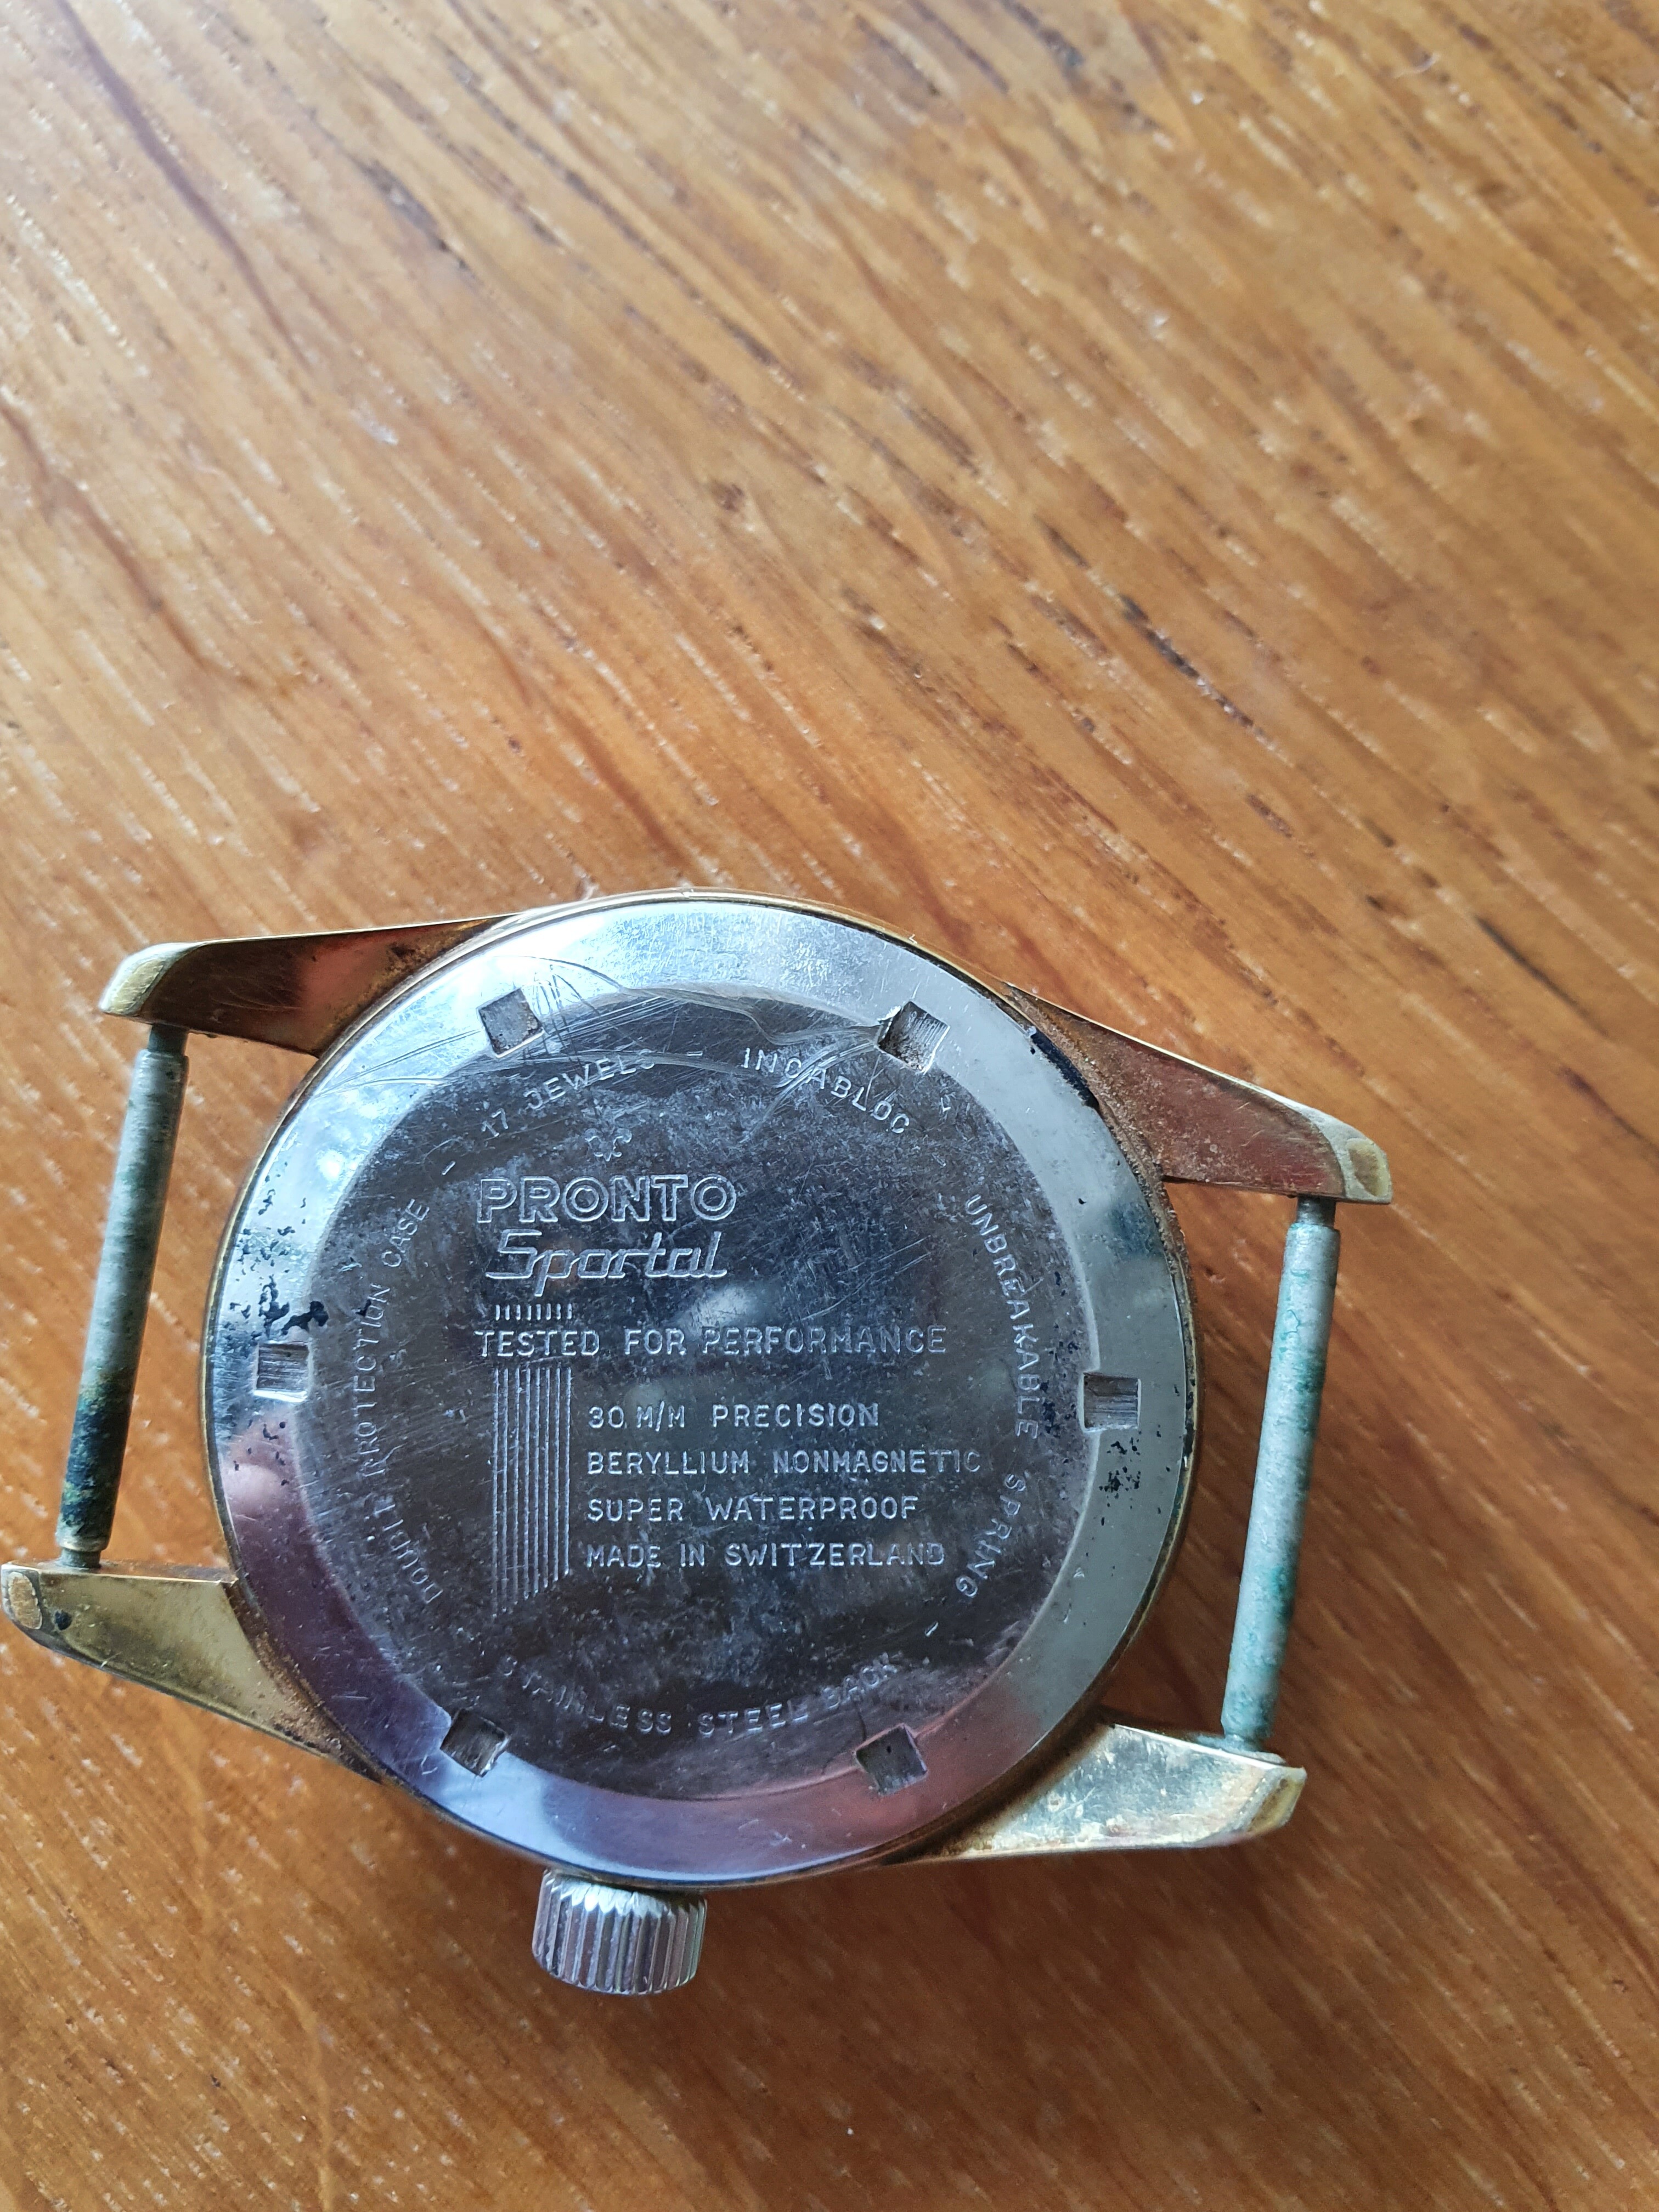 17 JEWELS - INCABLOC
UNBREAKABLE SPRING
STAINLESS STEEL BACK
DOUBLE PROTECTION CASE
PRONTO
Sportal
TESTED FOR PERFORMANCE
30 M/M PRECISION
BERYLLIUM NONMAGNETIC
SUPER WATERPROOF
MADE IN SWITZERLAND